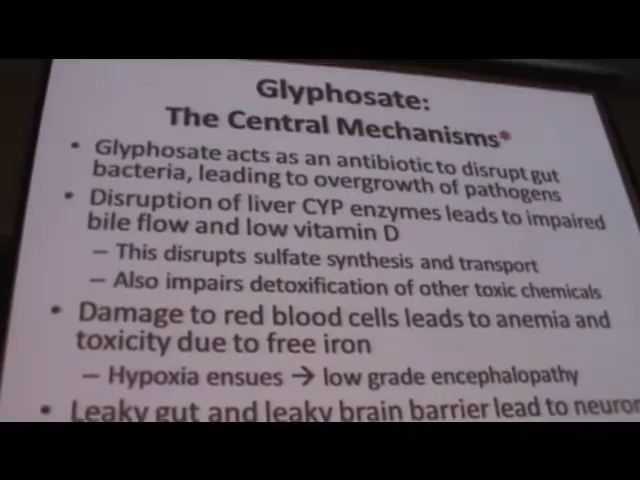 Glyphosate:
The Central Mechanisms*
• Glyphosate acts as an antibiotic to disrupt gut
bacteria, leading to overgrowth of pathogens
• Disruption of liver CYP enzymes leads to impaired
bile flow and low vitamin D
– This disrupts sulfate synthesis and transport
– Also impairs detoxification of other toxic chemicals
• Damage to red blood cells leads to anemia and
toxicity due to free iron
– Hypoxia ensues → low grade encephalopathy
• Leaky gut and leaky brain barrier lead to neuro